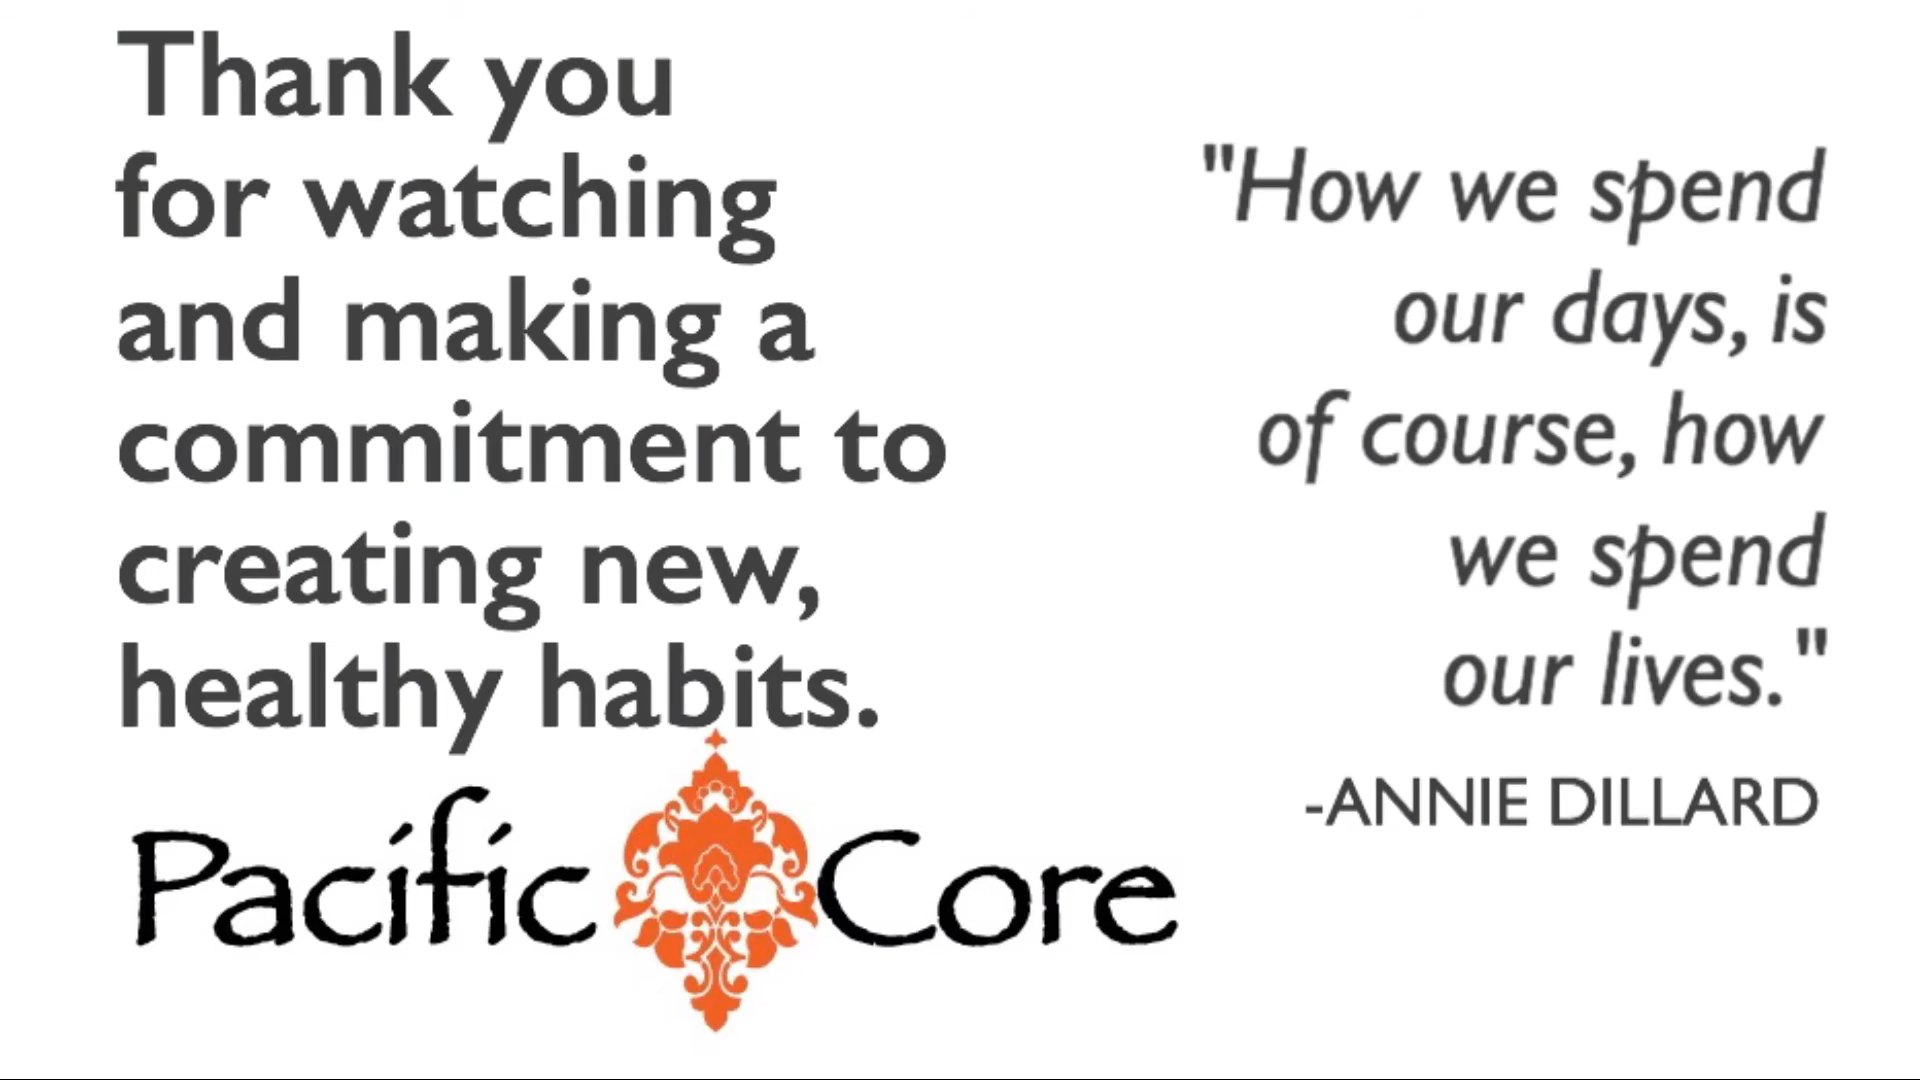 Thank you
for watching
and making a
commitment to
creating new,
healthy habits.
Pacific Core
"How we spend
our days, is
of course, how
we spend
our lives."
-ANNIE DILLARD